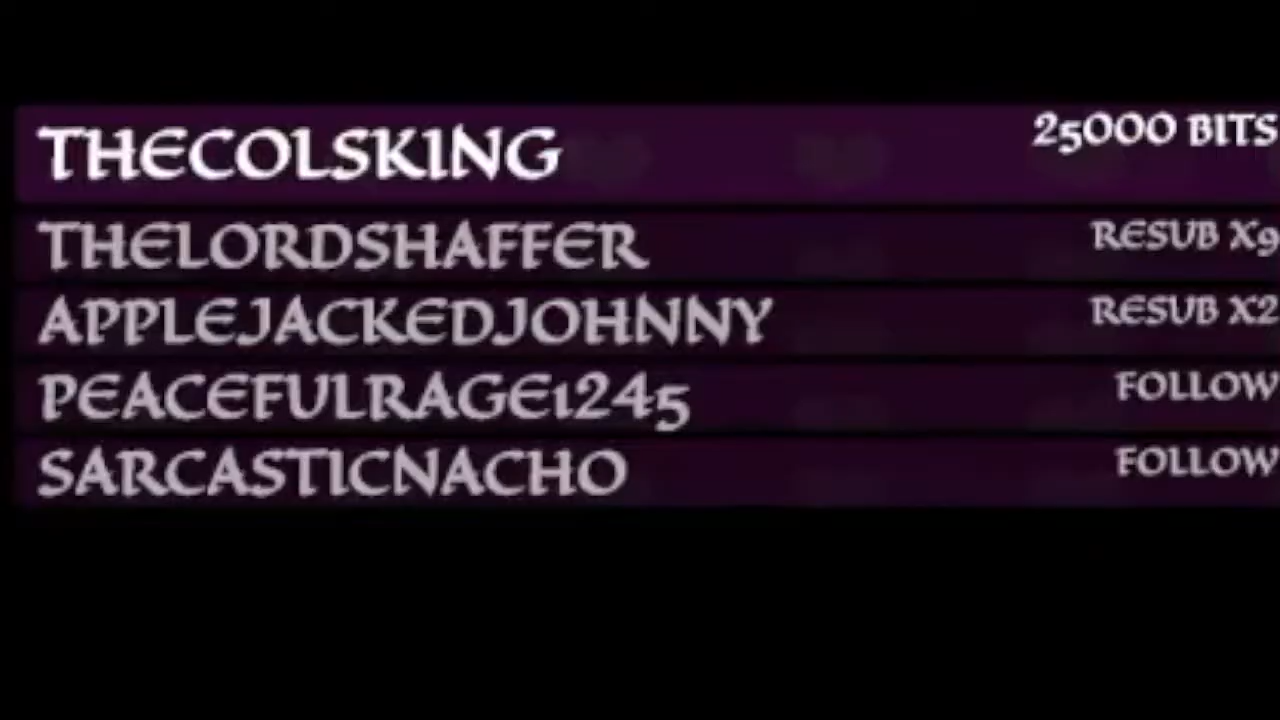 THECOLSKING 25000 BITS
THELORDSHAFFER RESUB X9
APPLEJACKEDJOHNNY RESUB X2
PEACEFULRAGE1245 FOLLOW
SARCASTICNACHO FOLLOW